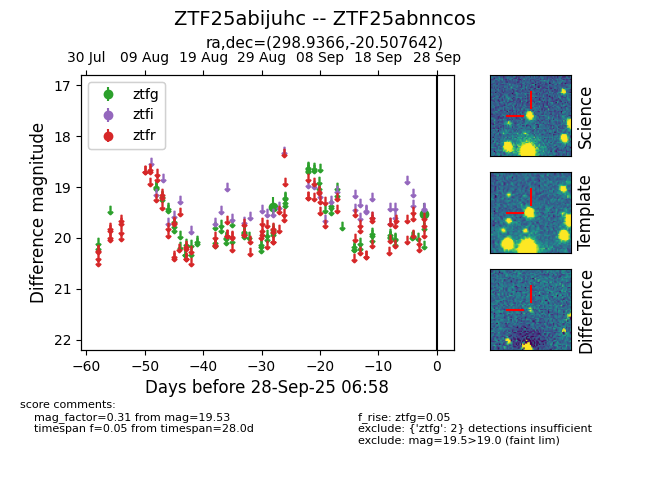 ZTF25abijuhc -- ZTF25abnncos
ra,dec=(298.9366,-20.507642)
30 Jul 09 Aug 19 Aug 29 Aug 08 Sep 18 Sep 28 Sep
17
18
19
20
21
22
Difference magnitude
ztfg
ztfi
ztfr
−60 −50 −40 −30 −20 −10 0
Days before 28-Sep-25 06:58
Science
Template
Difference
score comments:
mag_factor=0.31 from mag=19.53
timespan f=0.05 from timespan=28.0d
f_rise: ztfg=0.05
exclude: {'ztfg': 2} detections insufficient
exclude: mag=19.5>19.0 (faint lim)